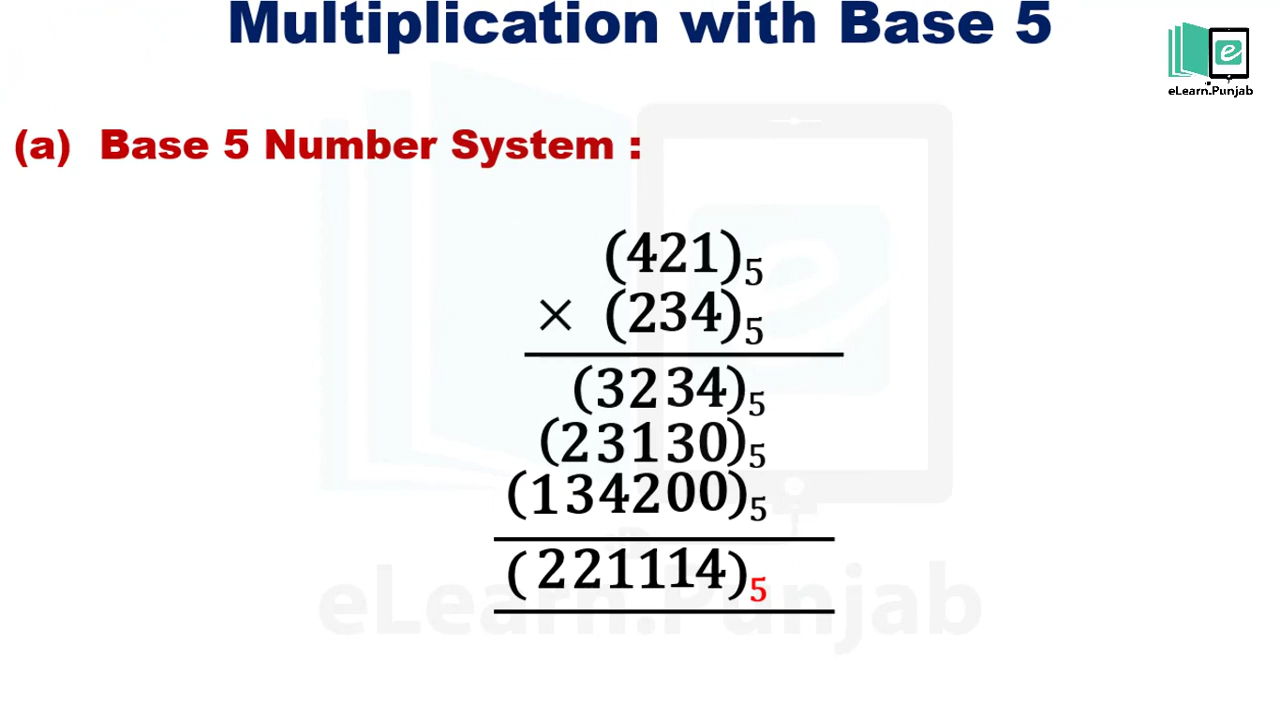 Multiplication with Base 5
eLearn.Punjab
(a) Base 5 Number System :
(421)₅
× (234)₅
(3234)₅
(23130)₅
(134200)₅
(221114)₅
eLearn.Punjab